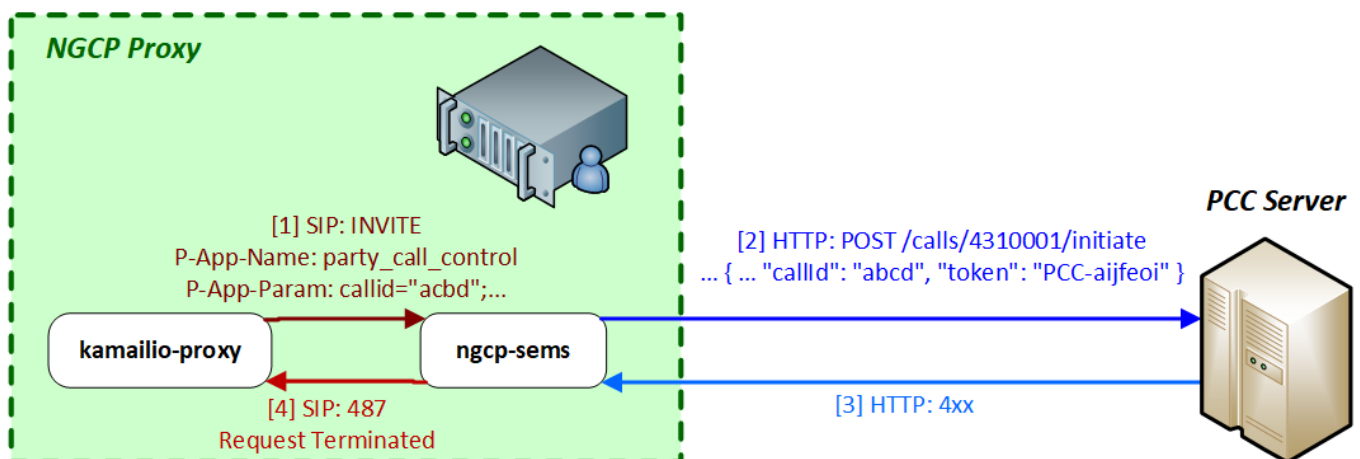 NGCP Proxy
[1] SIP: INVITE
P-App-Name: party_call_control
P-App-Param: callid="acbd";...
kamailio-proxy
ngcp-sems
[4] SIP: 487
Request Terminated
[2] HTTP: POST /calls/4310001/initiate
... { ... "callId": "abcd", "token": "PCC-aijfeoi" }
[3] HTTP: 4xx
PCC Server